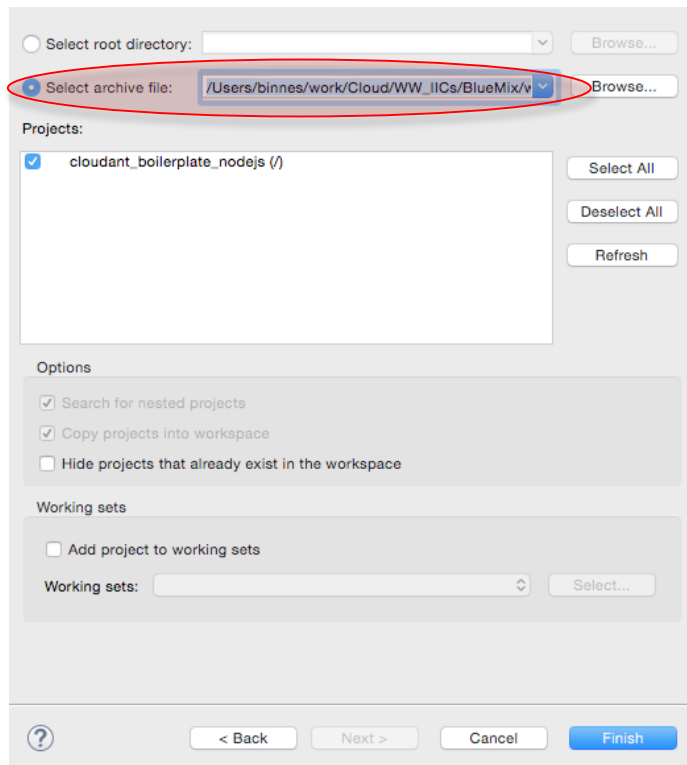 Select root directory: Browse...
Select archive file: /Users/binnes/work/Cloud/WW_IICs/BlueMix/w Browse...
Projects:
cloudant_boilerplate_nodejs (/)
Select All
Deselect All
Refresh
Options
Search for nested projects
Copy projects into workspace
Hide projects that already exist in the workspace
Working sets
Add project to working sets
Working sets: Select...
? < Back Next > Cancel Finish